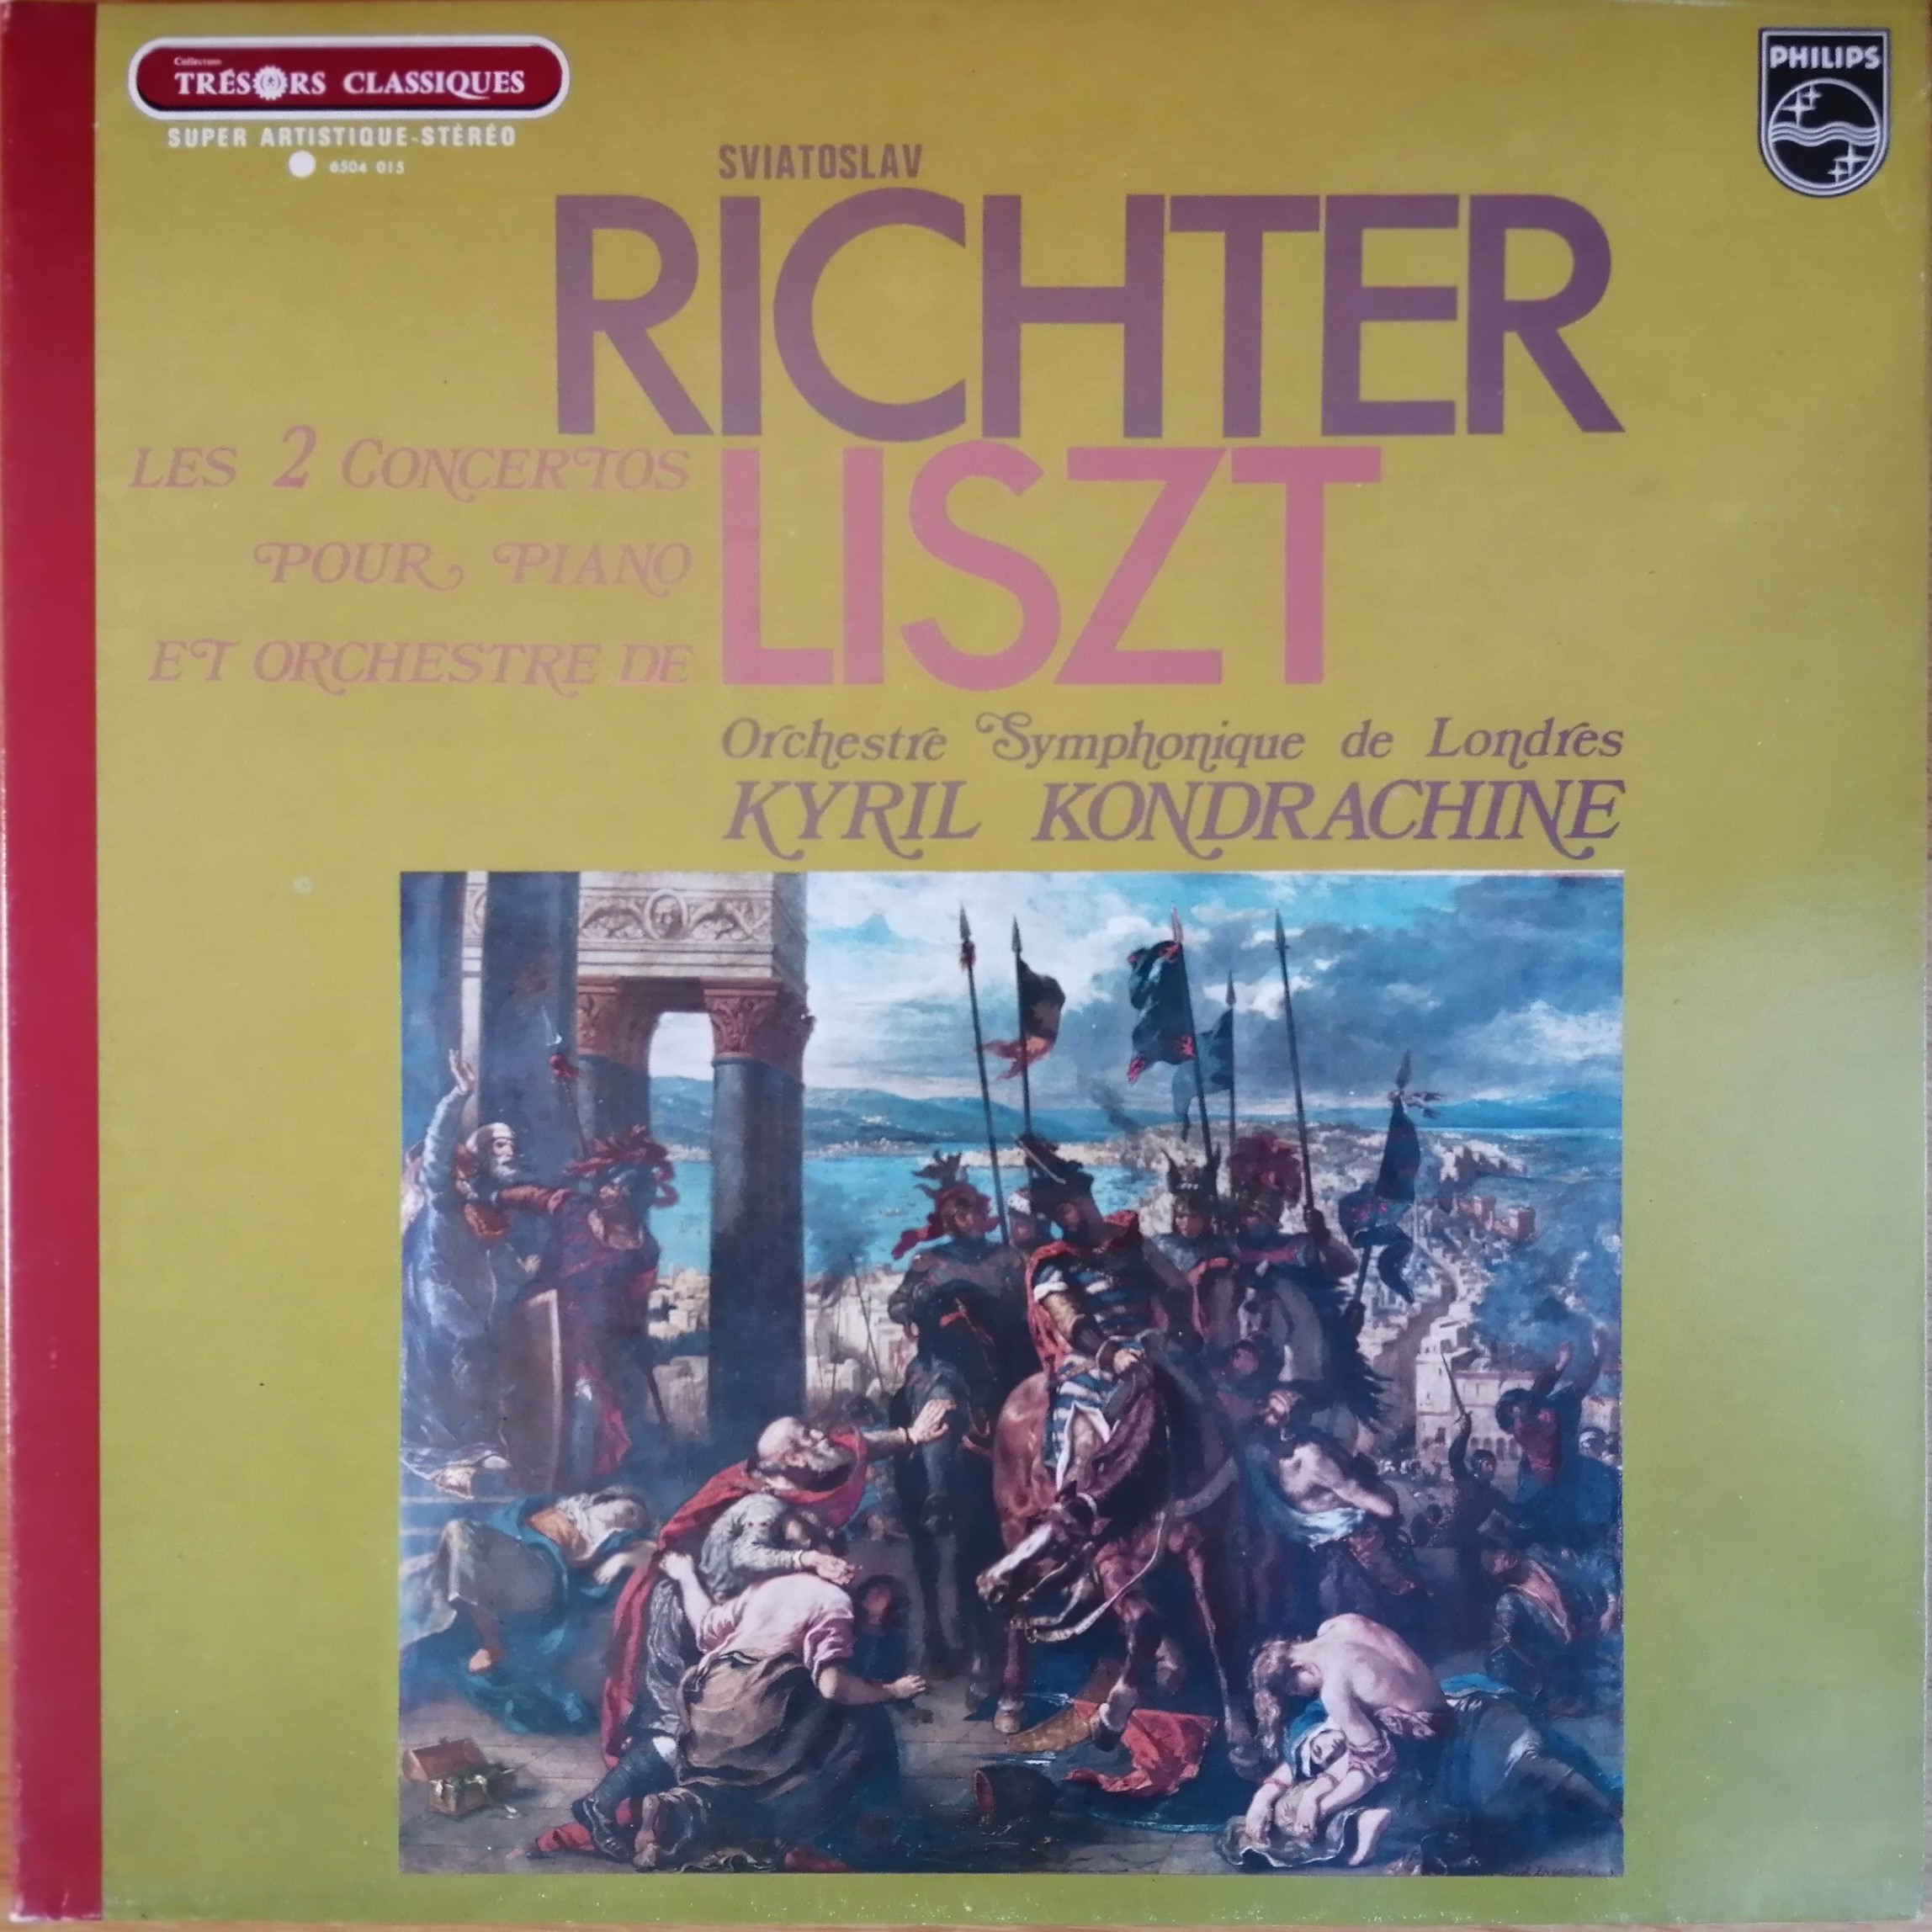 Collection
TRÉSORS CLASSIQUES
SUPER ARTISTIQUE-STÉRÉO
6504 015
PHILIPS
SVIATOSLAV
RICHTER
LES 2 CONCERTOS
POUR PIANO
ET ORCHESTRE DE
LISZT
Orchestre Symphonique de Londres
KYRIL KONDRACHINE